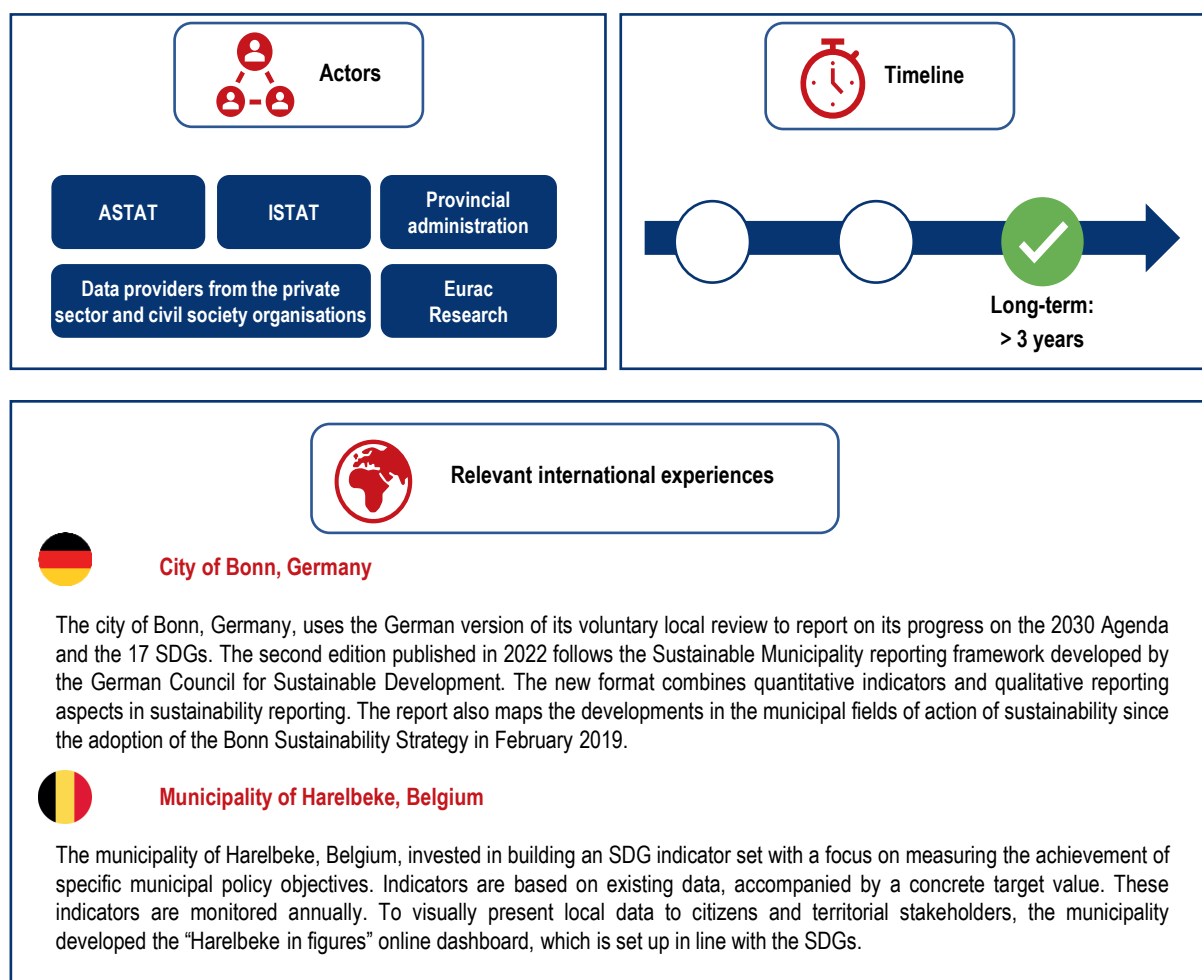 Actors
ASTAT
ISTAT
Provincial
administration
Data providers from the private
sector and civil society organisations
Eurac
Research
Timeline
Long-term:
> 3 years
Relevant international experiences
City of Bonn, Germany
The city of Bonn, Germany, uses the German version of its voluntary local review to report on its progress on the 2030 Agenda
and the 17 SDGs. The second edition published in 2022 follows the Sustainable Municipality reporting framework developed by
the German Council for Sustainable Development. The new format combines quantitative indicators and qualitative reporting
aspects in sustainability reporting. The report also maps the developments in the municipal fields of action of sustainability since
the adoption of the Bonn Sustainability Strategy in February 2019.
Municipality of Harelbeke, Belgium
The municipality of Harelbeke, Belgium, invested in building an SDG indicator set with a focus on measuring the achievement of
specific municipal policy objectives. Indicators are based on existing data, accompanied by a concrete target value. These
indicators are monitored annually. To visually present local data to citizens and territorial stakeholders, the municipality
developed the “Harelbeke in figures” online dashboard, which is set up in line with the SDGs.